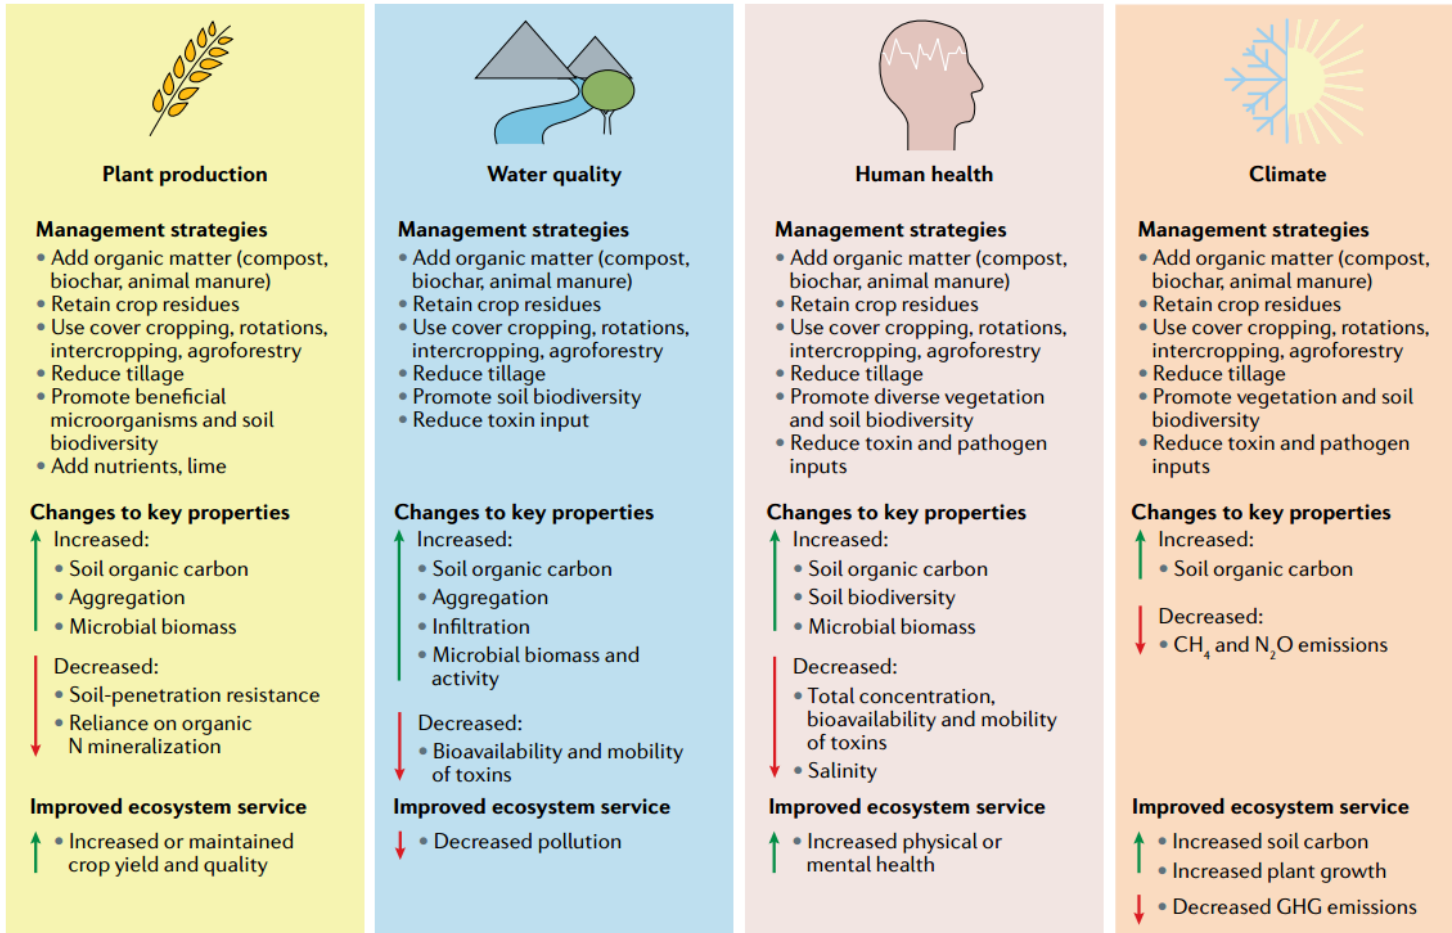 Plant production
Management strategies
• Add organic matter (compost,
biochar, animal manure)
• Retain crop residues
• Use cover cropping, rotations,
intercropping, agroforestry
• Reduce tillage
• Promote beneficial
microorganisms and soil
biodiversity
• Add nutrients, lime
Changes to key properties
Increased:
• Soil organic carbon
• Aggregation
• Microbial biomass
Decreased:
• Soil-penetration resistance
• Reliance on organic
N mineralization
Improved ecosystem service
• Increased or maintained
crop yield and quality
Water quality
Management strategies
• Add organic matter (compost,
biochar, animal manure)
• Retain crop residues
• Use cover cropping, rotations,
intercropping, agroforestry
• Reduce tillage
• Promote soil biodiversity
• Reduce toxin input
Changes to key properties
Increased:
• Soil organic carbon
• Aggregation
• Infiltration
• Microbial biomass and
activity
Decreased:
• Bioavailability and mobility
of toxins
Improved ecosystem service
• Decreased pollution
Human health
Management strategies
• Add organic matter (compost,
biochar, animal manure)
• Retain crop residues
• Use cover cropping, rotations,
intercropping, agroforestry
• Reduce tillage
• Promote diverse vegetation
and soil biodiversity
• Reduce toxin and pathogen
inputs
Changes to key properties
Increased:
• Soil organic carbon
• Soil biodiversity
• Microbial biomass
Decreased:
• Total concentration,
bioavailability and mobility
of toxins
• Salinity
Improved ecosystem service
• Increased physical or
mental health
Climate
Management strategies
• Add organic matter (compost,
biochar, animal manure)
• Retain crop residues
• Use cover cropping, rotations,
intercropping, agroforestry
• Reduce tillage
• Promote vegetation and soil
biodiversity
• Reduce toxin and pathogen
inputs
Changes to key properties
Increased:
• Soil organic carbon
Decreased:
• CH₄ and N₂O emissions
Improved ecosystem service
• Increased soil carbon
• Increased plant growth
• Decreased GHG emissions